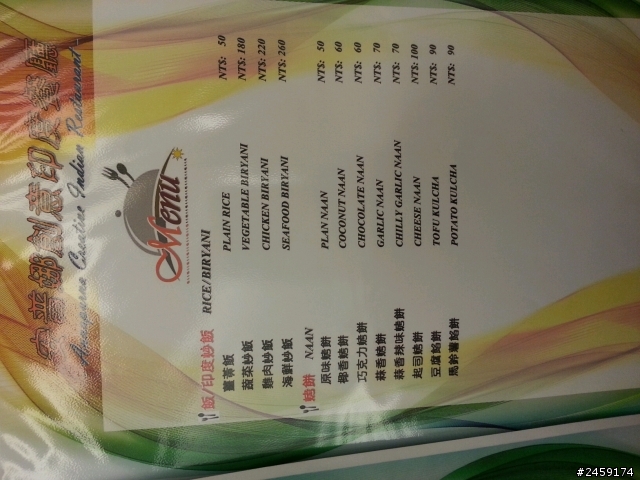 安普娜創意印度餐廳
Annapurna Creative Indian Restaurant
Menu
飯/印度炒飯 RICE/BIRYANI
薑黃飯 PLAIN RICE NT$: 50
蔬菜炒飯 VEGETABLE BIRYANI NT$: 180
雞肉炒飯 CHICKEN BIRYANI NT$: 220
海鮮炒飯 SEAFOOD BIRYANI NT$: 260
烤餅 NAAN
原味烤餅 PLAN NAAN NT$: 50
椰香烤餅 COCONUT NAAN NT$: 60
巧克力烤餅 CHOCOLATE NAAN NT$: 60
蒜香烤餅 GARLIC NAAN NT$: 70
蒜香辣味烤餅 CHILLY GARLIC NAAN NT$: 70
起司烤餅 CHEESE NAAN NT$: 100
豆腐餡餅 TOFU KULCHA NT$: 90
馬鈴薯餡餅 POTATO KULCHA NT$: 90
#2459174